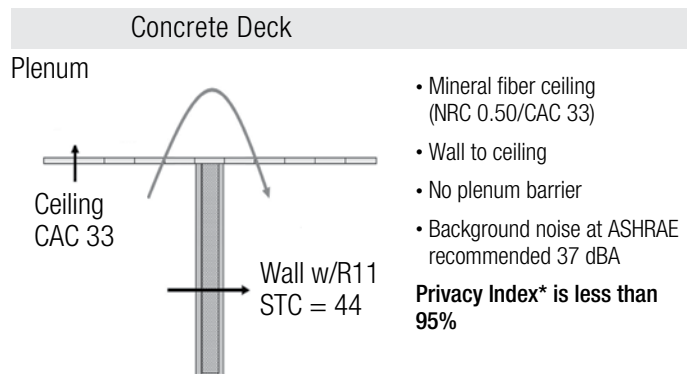 Concrete Deck
Plenum
Ceiling
CAC 33
Wall w/R11
STC = 44
• Mineral fiber ceiling
(NRC 0.50/CAC 33)
• Wall to ceiling
• No plenum barrier
• Background noise at ASHRAE
recommended 37 dBA
Privacy Index* is less than
95%